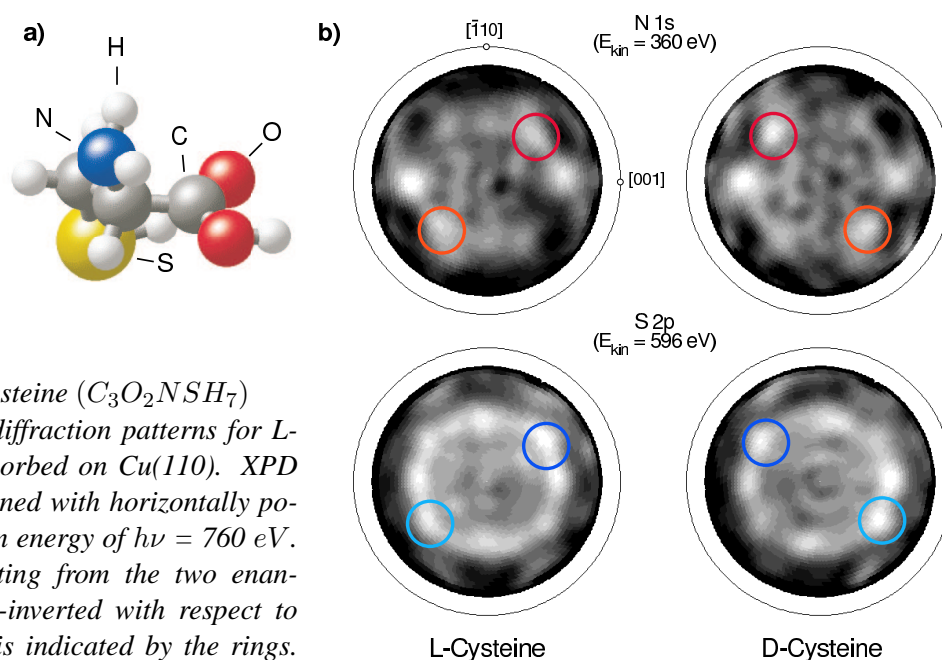 a)
H
N
C
O
S
b)
[1̄10]
N 1s
(E_kin = 360 eV)
[001]
S 2p
(E_kin = 596 eV)
L-Cysteine
D-Cysteine
steine (C₃O₂NSH₇)
diffraction patterns for L-
orbed on Cu(110). XPD
ned with horizontally po-
n energy of hν = 760 eV.
ting from the two enan-
-inverted with respect to
is indicated by the rings.